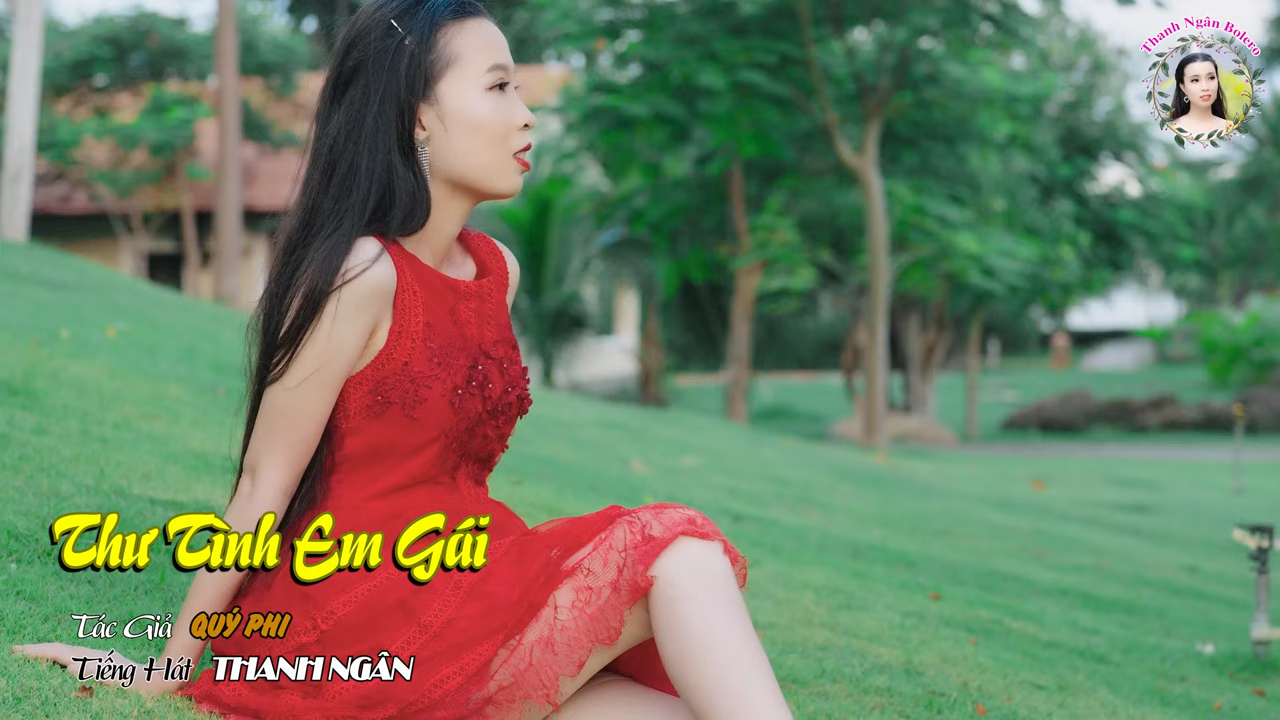 Thanh Ngân Bolero
Thư Tình Em Gái
Tác Giả QUÝ PHI
Tiếng Hát THANH NGÂN